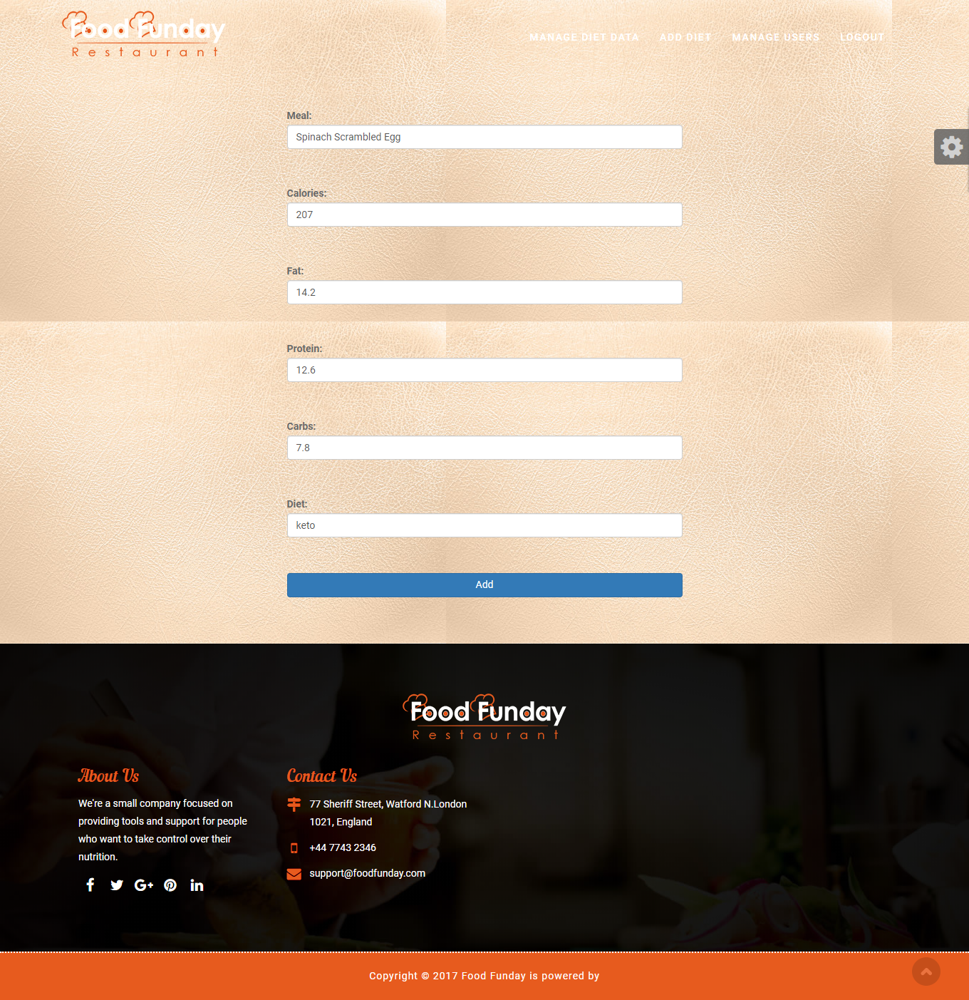 Food Funday
Restaurant
MANAGE DIET DATA ADD DIET MANAGE USERS LOGOUT
Meal:
Spinach Scrambled Egg
Calories:
207
Fat:
14.2
Protein:
12.6
Carbs:
7.8
Diet:
keto
Add
Food Funday
Restaurant
About Us
We're a small company focused on
providing tools and support for people
who want to take control over their
nutrition.
Contact Us
77 Sheriff Street, Watford N.London
1021, England
+44 7743 2346
support@foodfunday.com
Copyright © 2017 Food Funday is powered by